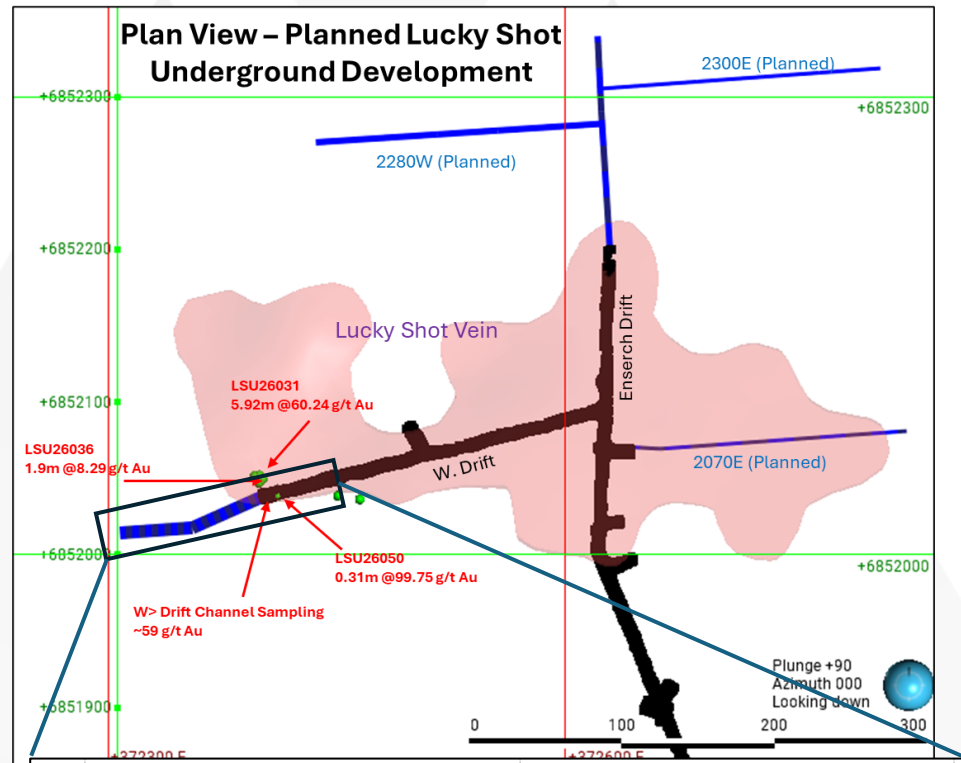 Plan View – Planned Lucky Shot
Underground Development
2300E (Planned)
+6852300
+6852300
2280W (Planned)
+6852200
Enserch Drift
Lucky Shot Vein
LSU26031
5.92m @60.24 g/t Au
+6852100
LSU26036
1.9m @8.29 g/t Au
W. Drift
2070E (Planned)
+6852000
+6852000
LSU26050
0.31m @99.75 g/t Au
W> Drift Channel Sampling
~59 g/t Au
Plunge +90
Azimuth 000
Looking down
+6851900
0
100
200
300
+372300 E
+372600 E